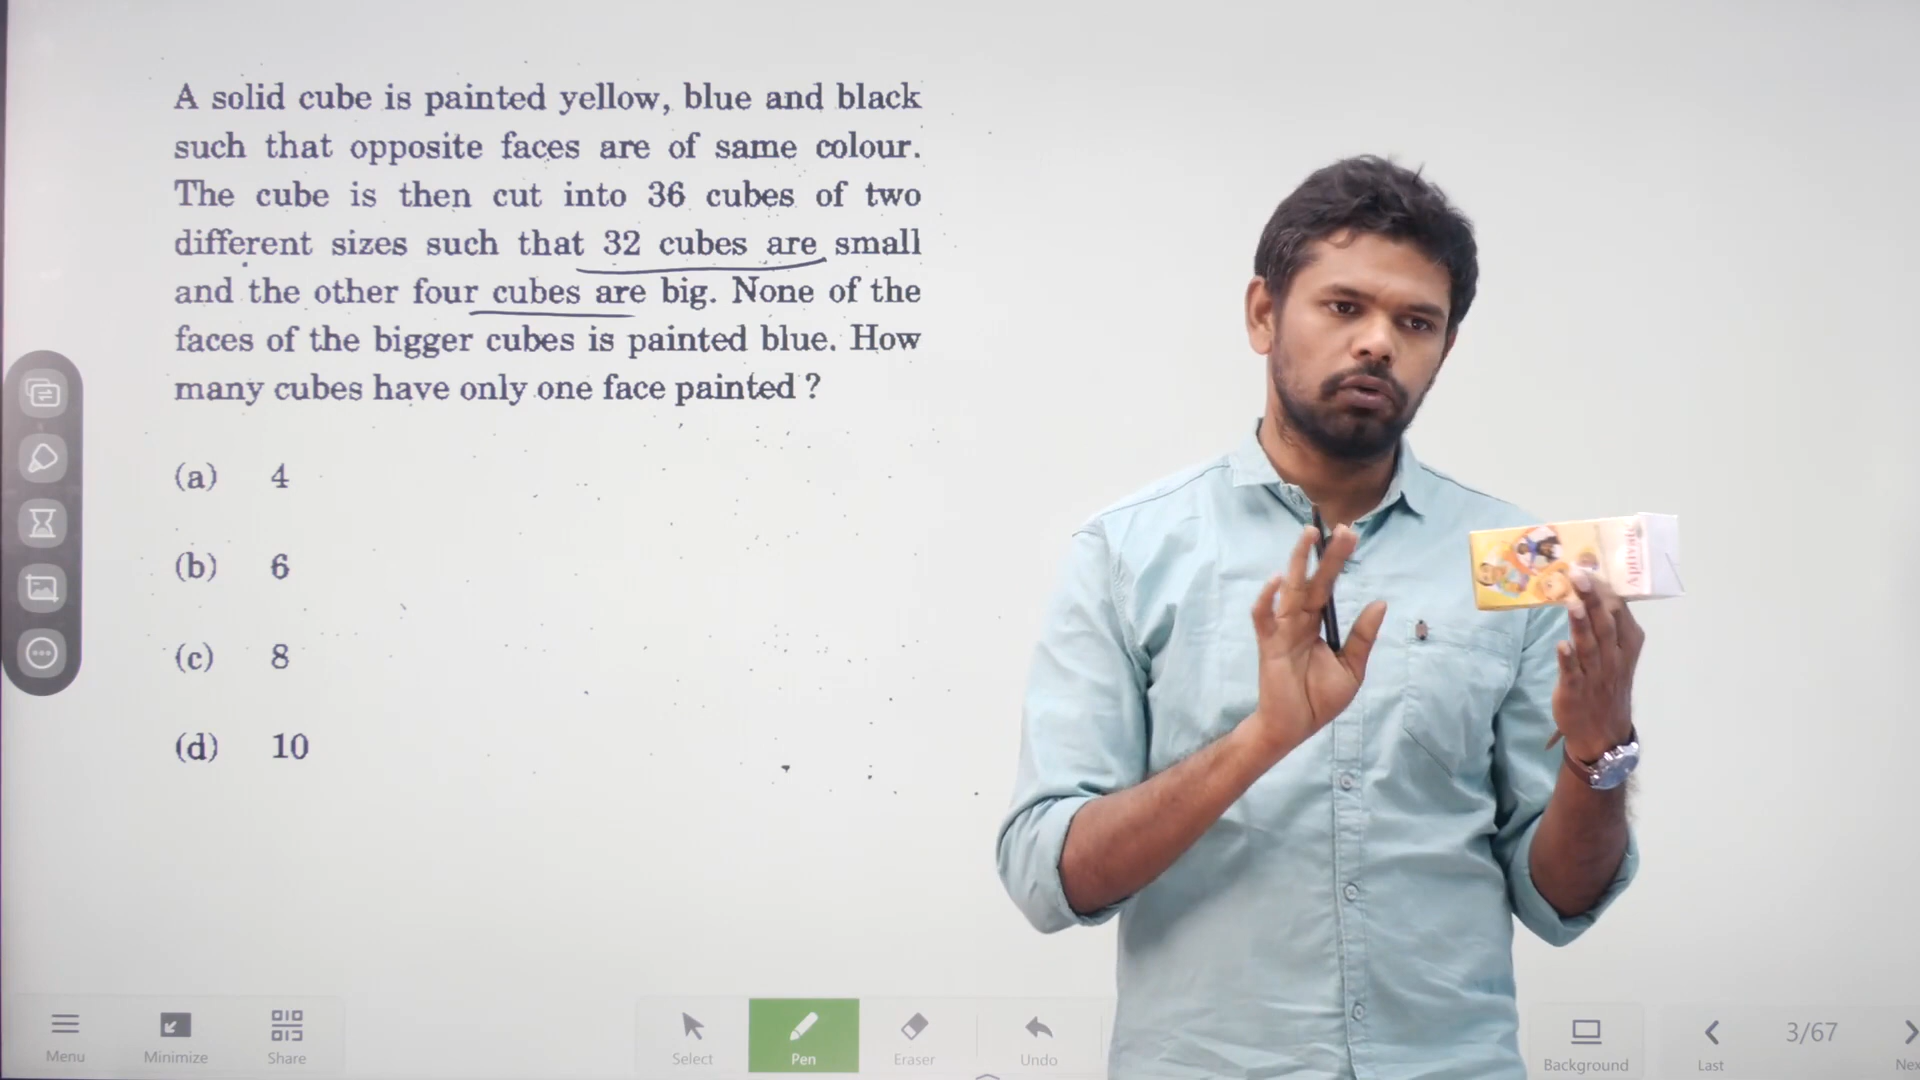 A solid cube is painted yellow, blue and black
such that opposite faces are of same colour.
The cube is then cut into 36 cubes of two
different sizes such that 32 cubes are small
and the other four cubes are big. None of the
faces of the bigger cubes is painted blue. How
many cubes have only one face painted ?
(a) 4
(b) 6
(c) 8
(d) 10
Aptivate
Menu
Minimize
Share
Select
Pen
Eraser
Undo
Background
Last
3/67
Nex